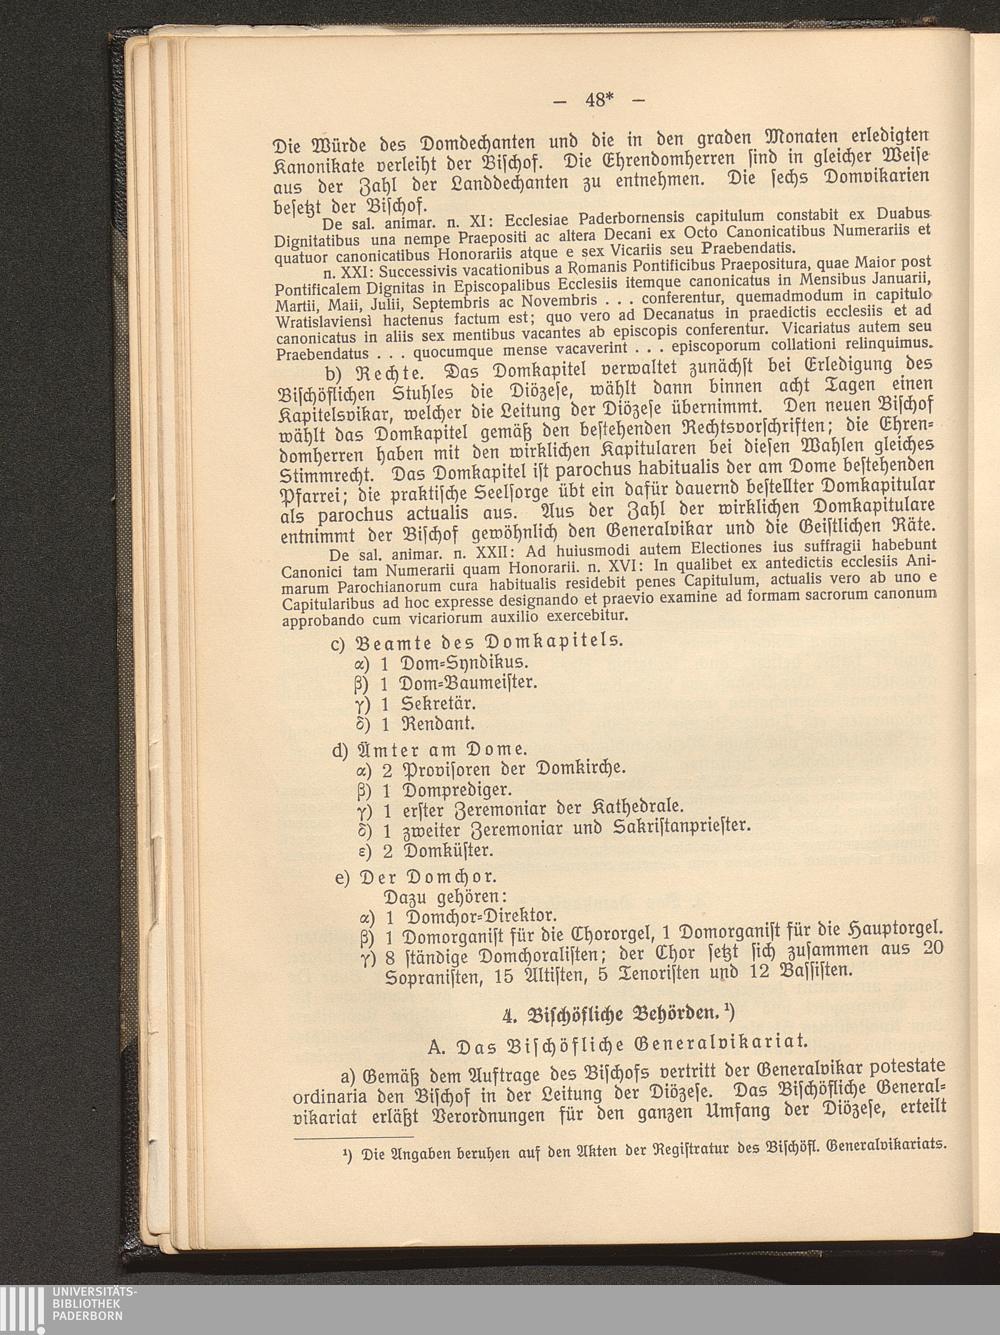 — 48* —
Die Würde des Domdechanten und die in den graden Monaten erledigten
Kanonikate verleiht der Bischof. Die Ehrendomherren sind in gleicher Weise
aus der Zahl der Landdechanten zu entnehmen. Die sechs Domvikarien
besetzt der Bischof.
De sal. animar. n. XI: Ecclesiae Paderbornensis capitulum constabit ex Duabus
Dignitatibus una nempe Praepositi ac altera Decani ex Octo Canonicatibus Numerariis et
quatuor canonicatibus Honorariis atque e sex Vicariis seu Praebendatis.
n. XXI: Successivis vacationibus a Romanis Pontificibus Praepositura, quae Maior post
Pontificalem Dignitas in Episcopalibus Ecclesiis itemque canonicatus in Mensibus Januarii,
Martii, Maii, Julii, Septembris ac Novembris . . . conferentur, quemadmodum in capitulo
Wratislaviensi hactenus factum est; quo vero ad Decanatus in praedictis ecclesiis et ad
canonicatus in aliis sex mentibus vacantes ab episcopis conferentur. Vicariatus autem seu
Praebendatus . . . quocumque mense vacaverint . . . episcoporum collationi relinquimus.
b) Rechte. Das Domkapitel verwaltet zunächst bei Erledigung des
Bischöflichen Stuhles die Diözese, wählt dann binnen acht Tagen einen
Kapitelsvikar, welcher die Leitung der Diözese übernimmt. Den neuen Bischof
wählt das Domkapitel gemäß den bestehenden Rechtsvorschriften; die Ehren-
domherren haben mit den wirklichen Kapitularen bei diesen Wahlen gleiches
Stimmrecht. Das Domkapitel ist parochus habitualis der am Dome bestehenden
Pfarrei; die praktische Seelsorge übt ein dafür dauernd bestellter Domkapitular
als parochus actualis aus. Aus der Zahl der wirklichen Domkapitulare
entnimmt der Bischof gewöhnlich den Generalvikar und die Geistlichen Räte.
De sal. animar. n. XXII: Ad huiusmodi autem Electiones ius suffragii habebunt
Canonici tam Numerarii quam Honorarii. n. XVI: In qualibet ex antedictis ecclesiis Ani-
marum Parochianorum cura habitualis residebit penes Capitulum, actualis vero ab uno e
Capitularibus ad hoc expresse designando et praevio examine ad formam sacrorum canonum
approbando cum vicariorum auxilio exercebitur.
c) Beamte des Domkapitels.
α) 1 Dom-Syndikus.
β) 1 Dom-Baumeister.
γ) 1 Sekretär.
δ) 1 Rendant.
d) Ämter am Dome.
α) 2 Provisoren der Domkirche.
β) 1 Domprediger.
γ) 1 erster Zeremoniar der Kathedrale.
δ) 1 zweiter Zeremoniar und Sakristanpriester.
ε) 2 Domküster.
e) Der Domchor.
Dazu gehören:
α) 1 Domchor-Direktor.
β) 1 Domorganist für die Chororgel, 1 Domorganist für die Hauptorgel.
γ) 8 ständige Domchoralisten; der Chor setzt sich zusammen aus 20
Sopranisten, 15 Altisten, 5 Tenoristen und 12 Bassisten.
4. Bischöfliche Behörden.¹)
A. Das Bischöfliche Generalvikariat.
a) Gemäß dem Auftrage des Bischofs vertritt der Generalvikar potestate
ordinaria den Bischof in der Leitung der Diözese. Das Bischöfliche General-
vikariat erläßt Verordnungen für den ganzen Umfang der Diözese, erteilt
¹) Die Angaben beruhen auf den Akten der Registratur des Bischöfl. Generalvikariats.
UNIVERSITÄTS-
BIBLIOTHEK
PADERBORN